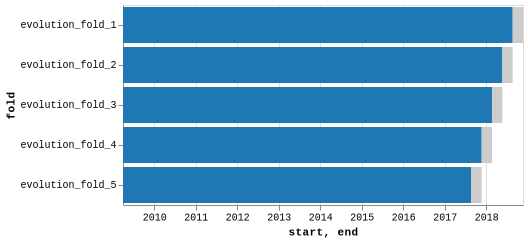 fold
evolution_fold_1
evolution_fold_2
evolution_fold_3
evolution_fold_4
evolution_fold_5
2010 2011 2012 2013 2014 2015 2016 2017 2018
start, end